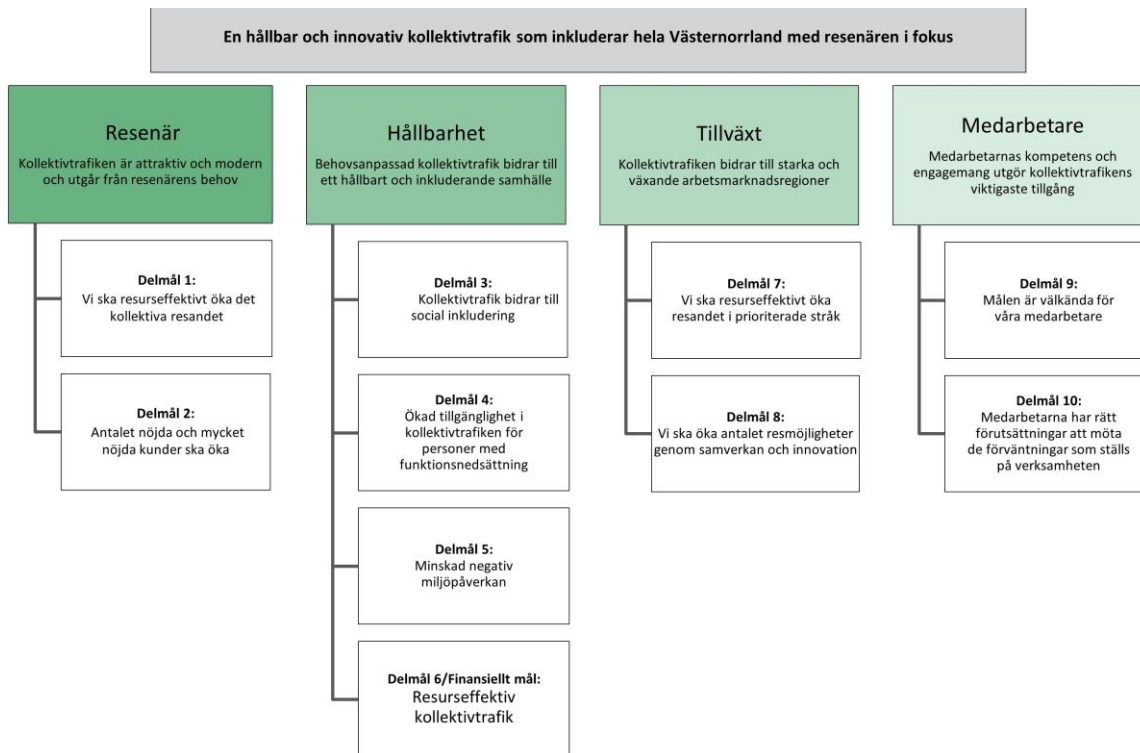 En hållbar och innovativ kollektivtrafik som inkluderar hela Västernorrland med resenären i fokus
Resenär
Kollektivtrafiken är attraktiv och modern
och utgår från resenärens behov
Delmål 1:
Vi ska resurseffektivt öka det
kollektiva resandet
Delmål 2:
Antalet nöjda och mycket
nöjda kunder ska öka
Hållbarhet
Behovsanpassad kollektivtrafik bidrar till
ett hållbart och inkluderande samhälle
Delmål 3:
Kollektivtrafik bidrar till
social inkludering
Delmål 4:
Ökad tillgänglighet i
kollektivtrafiken för
personer med
funktionsnedsättning
Delmål 5:
Minskad negativ
miljöpåverkan
Delmål 6/Finansiellt mål:
Resurseffektiv
kollektivtrafik
Tillväxt
Kollektivtrafiken bidrar till starka och
växande arbetsmarknadsregioner
Delmål 7:
Vi ska resurseffektivt öka
resandet i prioriterade stråk
Delmål 8:
Vi ska öka antalet resmöjligheter
genom samverkan och innovation
Medarbetare
Medarbetarnas kompetens och
engagemang utgör kollektivtrafikens
viktigaste tillgång
Delmål 9:
Målen är välkända för
våra medarbetare
Delmål 10:
Medarbetarna har rätt
förutsättningar att möta
de förväntningar som ställs
på verksamheten